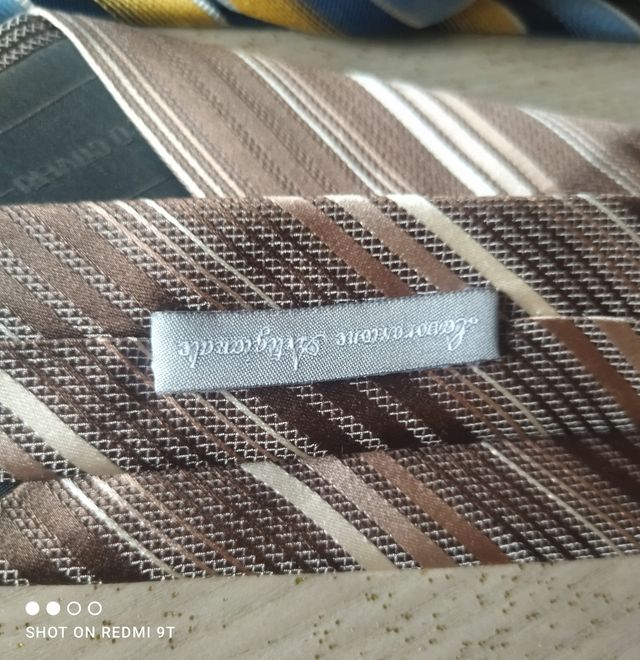 Lavorazione Artigianale
SHOT ON REDMI 9T